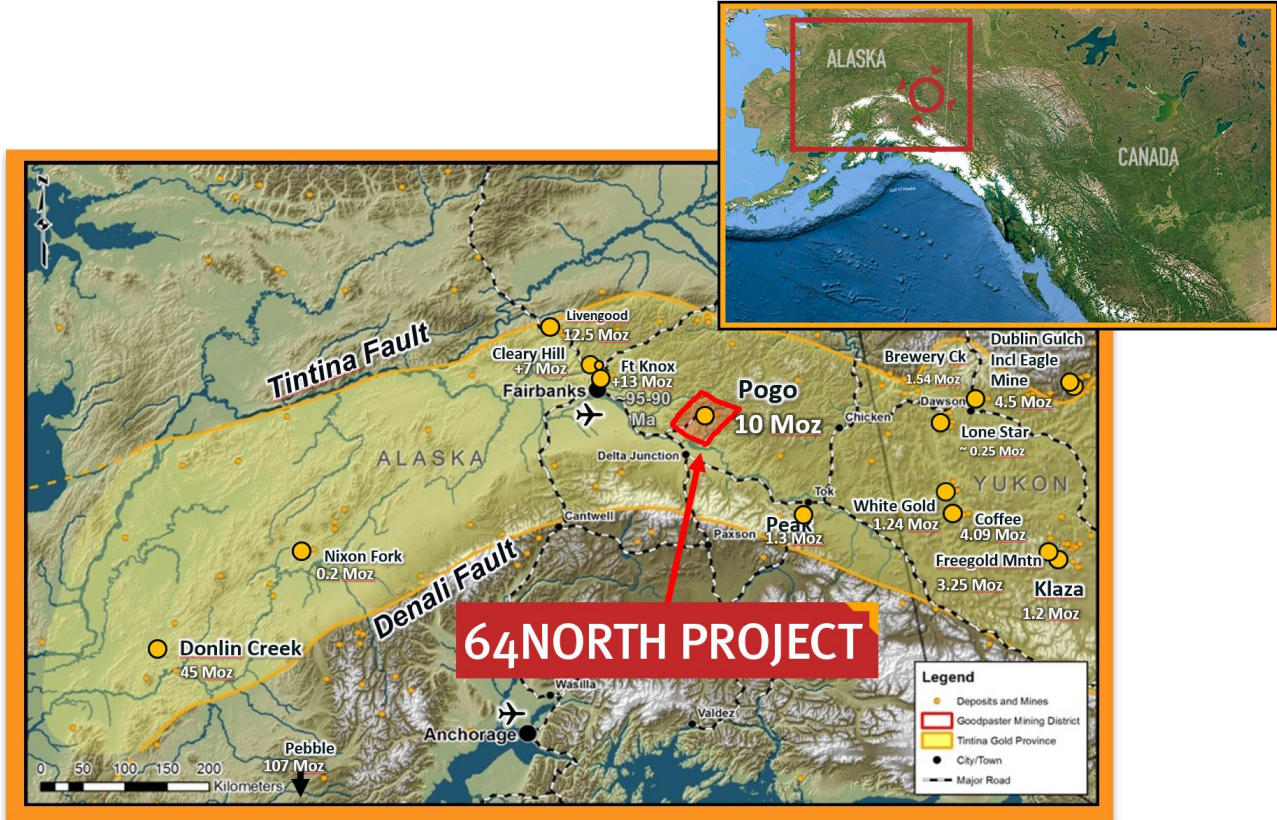 ALASKA
CANADA
Gulf of Alaska
N
Tintina Fault
Livengood
12.5 Moz
Cleary Hill
+7 Moz
Ft Knox
+13 Moz
~95-90
Ma
Fairbanks
Pogo
10 Moz
Brewery Ck
1.54 Moz
Dublin Gulch
Incl Eagle
Mine
4.5 Moz
Dawson
Chicken
Lone Star
~ 0.25 Moz
Delta Junction
ALASKA
YUKON
Tok
White Gold
1.24 Moz
Coffee
4.09 Moz
Peak
1.3 Moz
Cantwell
Paxson
Nixon Fork
0.2 Moz
Freegold Mntn
3.25 Moz
Klaza
1.2 Moz
Denali Fault
64NORTH PROJECT
Donlin Creek
45 Moz
Wasilla
Valdez
Anchorage
Pebble
107 Moz
0 50 100 150 200
Kilometers
Legend
Deposits and Mines
Goodpaster Mining District
Tintina Gold Province
City/Town
Major Road